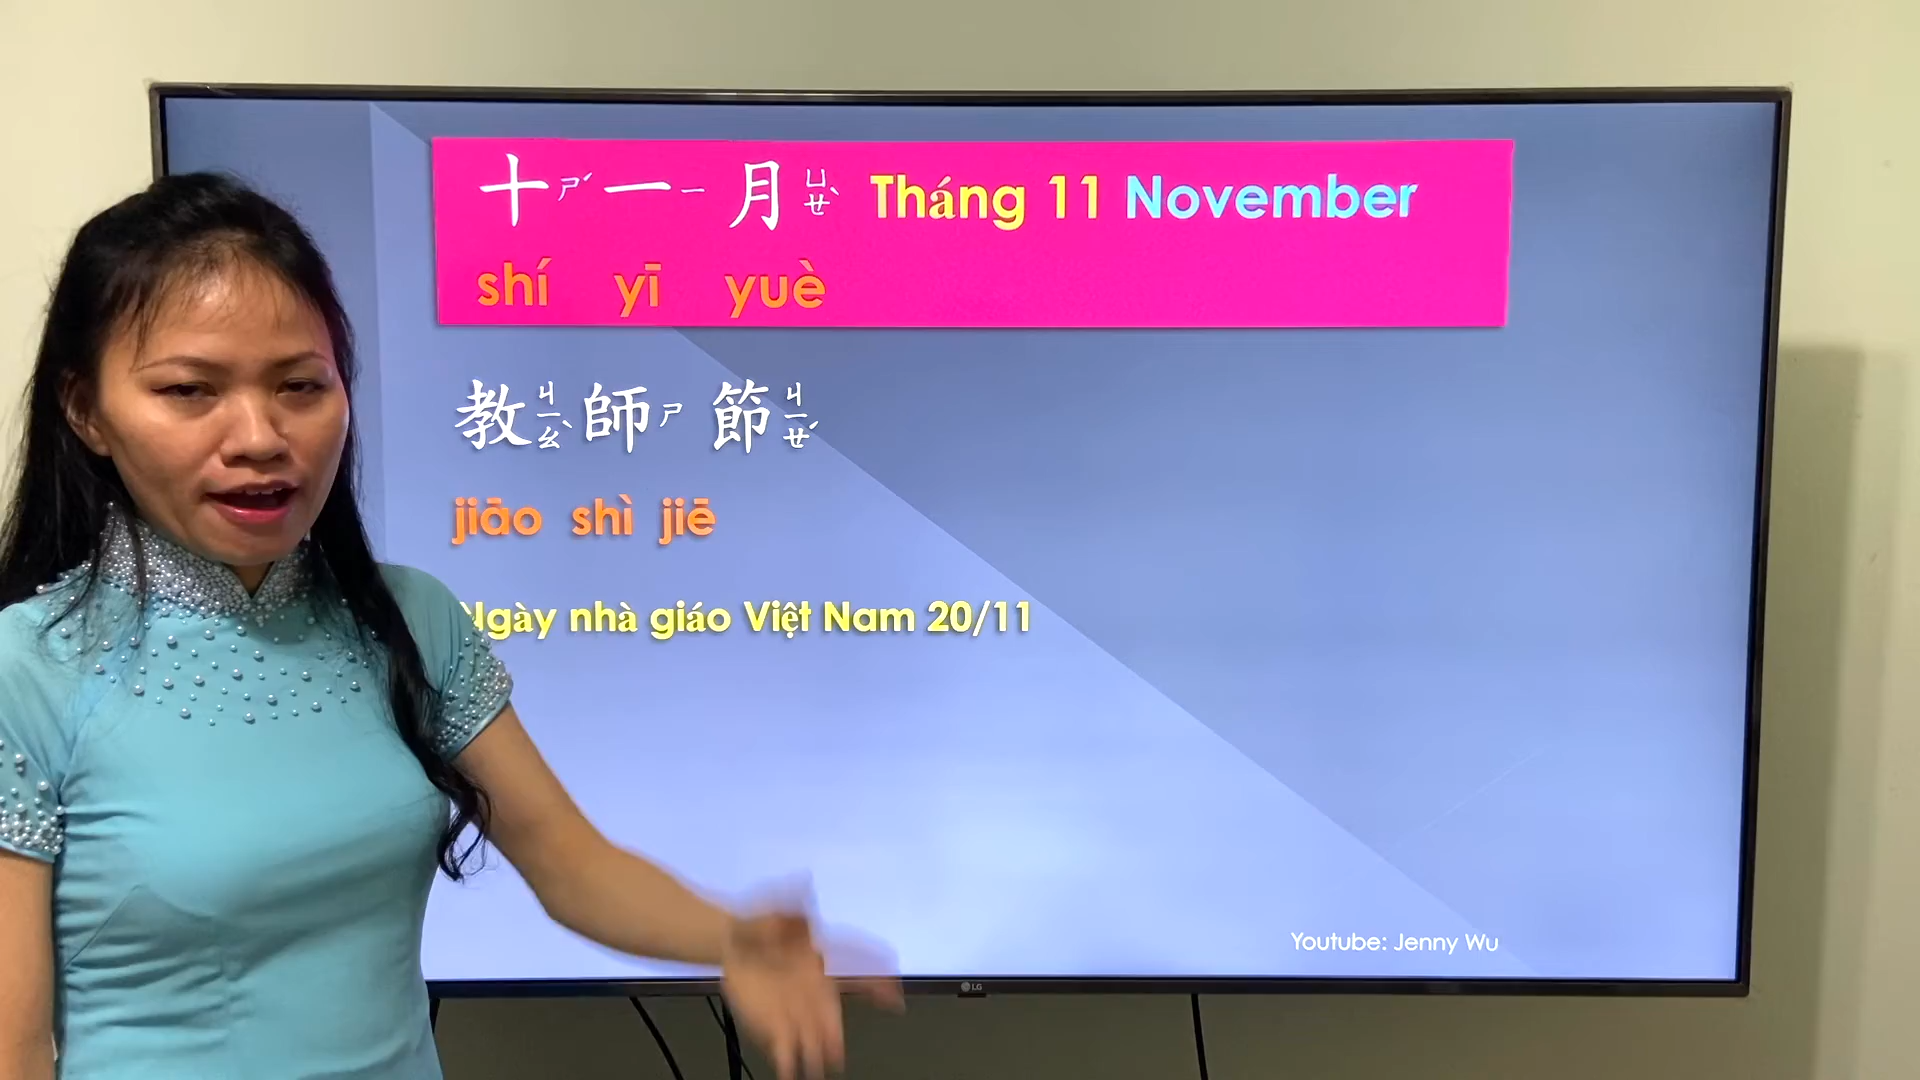 十ㄕˊ 一ㄧ 月ㄩㄝˋ Tháng 11 November
shí yī yuè
教ㄐㄧㄠˋ 師ㄕ 節ㄐㄧㄝˊ
jiāo shì jiē
Ngày nhà giáo Việt Nam 20/11
Youtube: Jenny Wu
LG